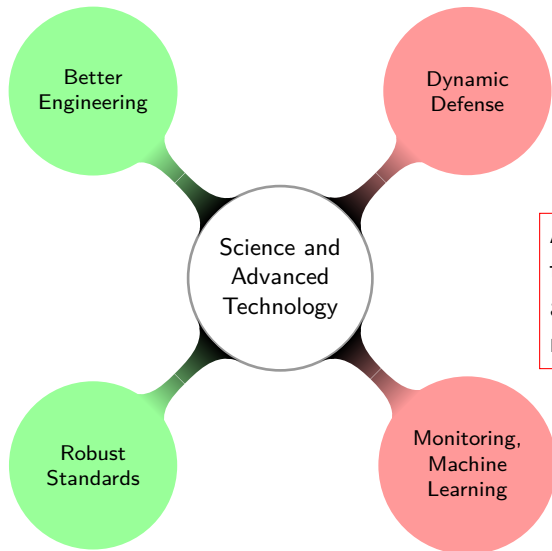 Better
Engineering
Dynamic
Defense
Science and
Advanced
Technology
Robust
Standards
Monitoring,
Machine
Learning